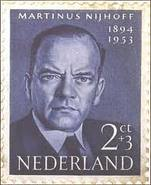 MARTINUS NIJHOFF
1894
1953
2ct
+3
NEDERLAND